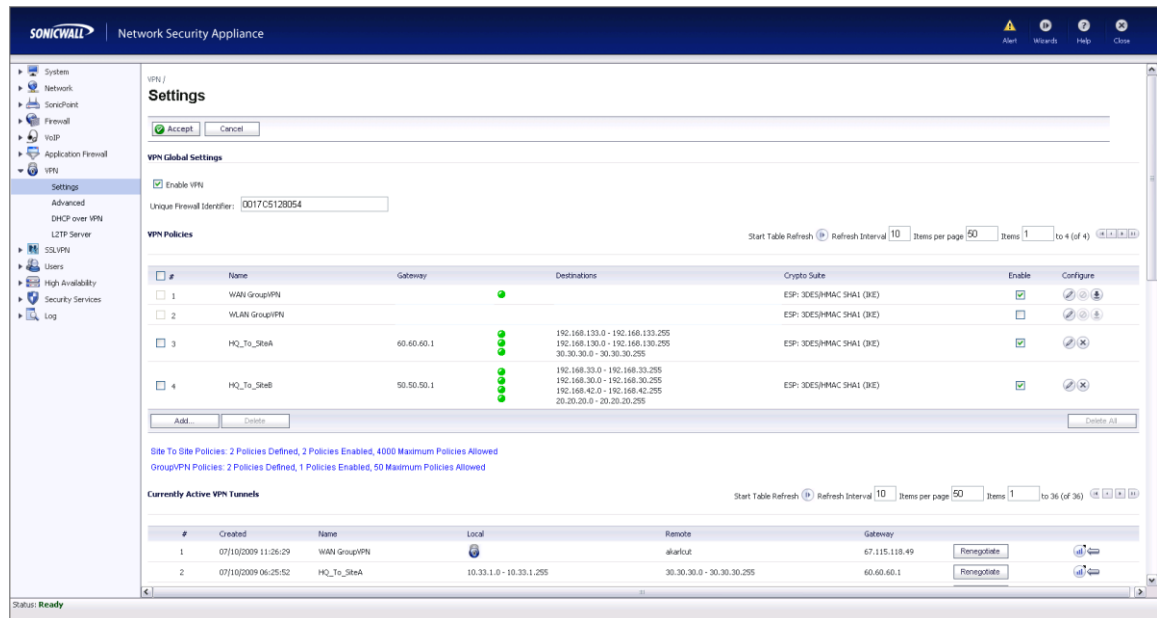 SONICWALL Network Security Appliance
Alert Wizards Help Close
System
Network
SonicPoint
Firewall
VoIP
Application Firewall
VPN
Settings
Advanced
DHCP over VPN
L2TP Server
SSLVPN
Users
High Availability
Security Services
Log
VPN /
Settings
Accept Cancel
VPN Global Settings
Enable VPN
Unique Firewall Identifier: 0017C5128054
VPN Policies Start Table Refresh Refresh Interval 10 Items per page 50 Items 1 to 4 (of 4)
# Name Gateway Destinations Crypto Suite Enable Configure
1 WAN GroupVPN ESP: 3DES/HMAC SHA1 (IKE)
2 WLAN GroupVPN ESP: 3DES/HMAC SHA1 (IKE)
192.168.133.0 - 192.168.133.255
3 HQ_To_SiteA 60.60.60.1 192.168.130.0 - 192.168.130.255 ESP: 3DES/HMAC SHA1 (IKE)
30.30.30.0 - 30.30.30.255
192.168.33.0 - 192.168.33.255
192.168.30.0 - 192.168.30.255
4 HQ_To_SiteB 50.50.50.1 ESP: 3DES/HMAC SHA1 (IKE)
192.168.42.0 - 192.168.42.255
20.20.20.0 - 20.20.20.255
Add... Delete Delete All
Site To Site Policies: 2 Policies Defined, 2 Policies Enabled, 4000 Maximum Policies Allowed
GroupVPN Policies: 2 Policies Defined, 1 Policies Enabled, 50 Maximum Policies Allowed
Currently Active VPN Tunnels Start Table Refresh Refresh Interval 10 Items per page 50 Items 1 to 36 (of 36)
# Created Name Local Remote Gateway
1 07/10/2009 11:26:29 WAN GroupVPN akarlcut 67.115.118.49 Renegotiate
2 07/10/2009 06:25:52 HQ_To_SiteA 10.33.1.0 - 10.33.1.255 30.30.30.0 - 30.30.30.255 60.60.60.1 Renegotiate
Status: Ready